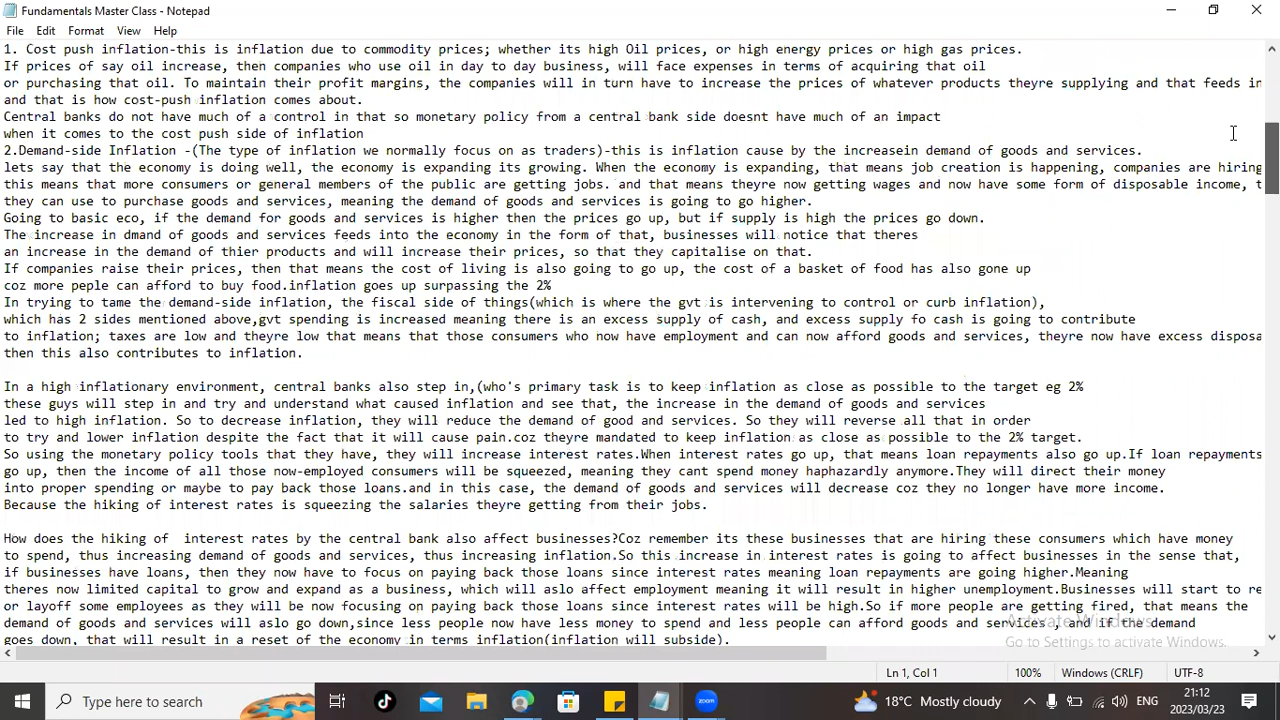 Fundamentals Master Class - Notepad
File Edit Format View Help
1. Cost push inflation-this is inflation due to commodity prices; whether its high Oil prices, or high energy prices or high gas prices.
If prices of say oil increase, then companies who use oil in day to day business, will face expenses in terms of acquiring that oil
or purchasing that oil. To maintain their profit margins, the companies will in turn have to increase the prices of whatever products theyre supplying and that feeds in
and that is how cost-push inflation comes about.
Central banks do not have much of a control in that so monetary policy from a central bank side doesnt have much of an impact
when it comes to the cost push side of inflation
2.Demand-side Inflation -(The type of inflation we normally focus on as traders)-this is inflation cause by the increasein demand of goods and services.
lets say that the economy is doing well, the economy is expanding its growing. When the economy is expanding, that means job creation is happening, companies are hiring
this means that more consumers or general members of the public are getting jobs. and that means theyre now getting wages and now have some form of disposable income, t
they can use to purchase goods and services, meaning the demand of goods and services is going to go higher.
Going to basic eco, if the demand for goods and services is higher then the prices go up, but if supply is high the prices go down.
The increase in dmand of goods and services feeds into the economy in the form of that, businesses will notice that theres
an increase in the demand of thier products and will increase their prices, so that they capitalise on that.
If companies raise their prices, then that means the cost of living is also going to go up, the cost of a basket of food has also gone up
coz more peple can afford to buy food.inflation goes up surpassing the 2%
In trying to tame the demand-side inflation, the fiscal side of things(which is where the gvt is intervening to control or curb inflation),
which has 2 sides mentioned above,gvt spending is increased meaning there is an excess supply of cash, and excess supply fo cash is going to contribute
to inflation; taxes are low and theyre low that means that those consumers who now have employment and can now afford goods and services, theyre now have excess disposa
then this also contributes to inflation.
In a high inflationary environment, central banks also step in,(who's primary task is to keep inflation as close as possible to the target eg 2%
these guys will step in and try and understand what caused inflation and see that, the increase in the demand of goods and services
led to high inflation. So to decrease inflation, they will reduce the demand of good and services. So they will reverse all that in order
to try and lower inflation despite the fact that it will cause pain.coz theyre mandated to keep inflation as close as possible to the 2% target.
So using the monetary policy tools that they have, they will increase interest rates.When interest rates go up, that means loan repayments also go up.If loan repayments
go up, then the income of all those now-employed consumers will be squeezed, meaning they cant spend money haphazardly anymore.They will direct their money
into proper spending or maybe to pay back those loans.and in this case, the demand of goods and services will decrease coz they no longer have more income.
Because the hiking of interest rates is squeezing the salaries theyre getting from their jobs.
How does the hiking of  interest rates by the central bank also affect businesses?Coz remember its these businesses that are hiring these consumers which have money
to spend, thus increasing demand of goods and services, thus increasing inflation.So this increase in interest rates is going to affect businesses in the sense that,
if businesses have loans, then they now have to focus on paying back those loans since interest rates meaning loan repayments are going higher.Meaning
theres now limited capital to grow and expand as a business, which will aslo affect employment meaning it will result in higher unemployment.Businesses will start to re
or layoff some employees as they will be now focusing on paying back those loans since interest rates will be high.So if more people are getting fired, that means the
demand of goods and services will aslo go down,since less people now have less money to spend and less people can afford goods and services , and if the demand
goes down, that will result in a reset of the economy in terms inflation(inflation will subside).
Activate Windows
Go to Settings to activate Windows.
Ln 1, Col 1 100% Windows (CRLF) UTF-8
Type here to search
zoom
18°C Mostly cloudy
ENG
21:12
2023/03/23